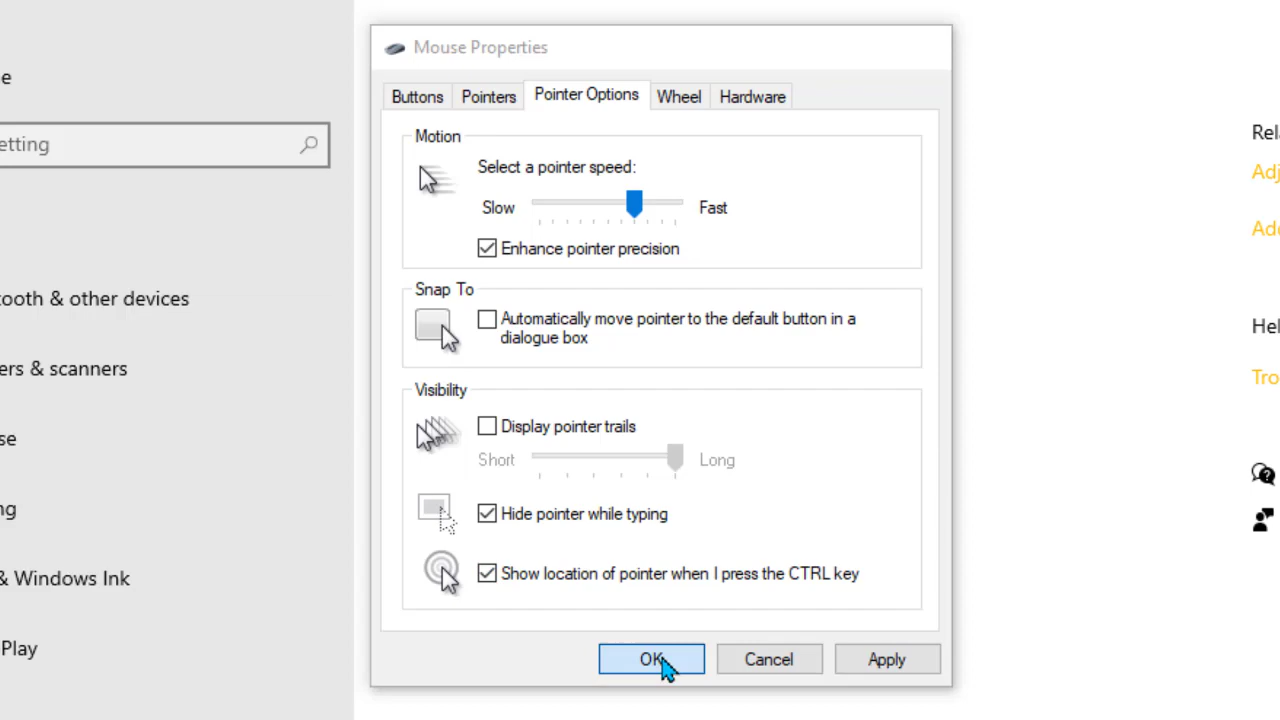 e
etting
tooth & other devices
ers & scanners
se
ng
& Windows Ink
Play
Mouse Properties
Buttons Pointers Pointer Options Wheel Hardware
Motion
Select a pointer speed:
Slow Fast
Enhance pointer precision
Snap To
Automatically move pointer to the default button in a
dialogue box
Visibility
Display pointer trails
Short Long
Hide pointer while typing
Show location of pointer when I press the CTRL key
OK Cancel Apply
Rel
Adj
Add
Hel
Tro